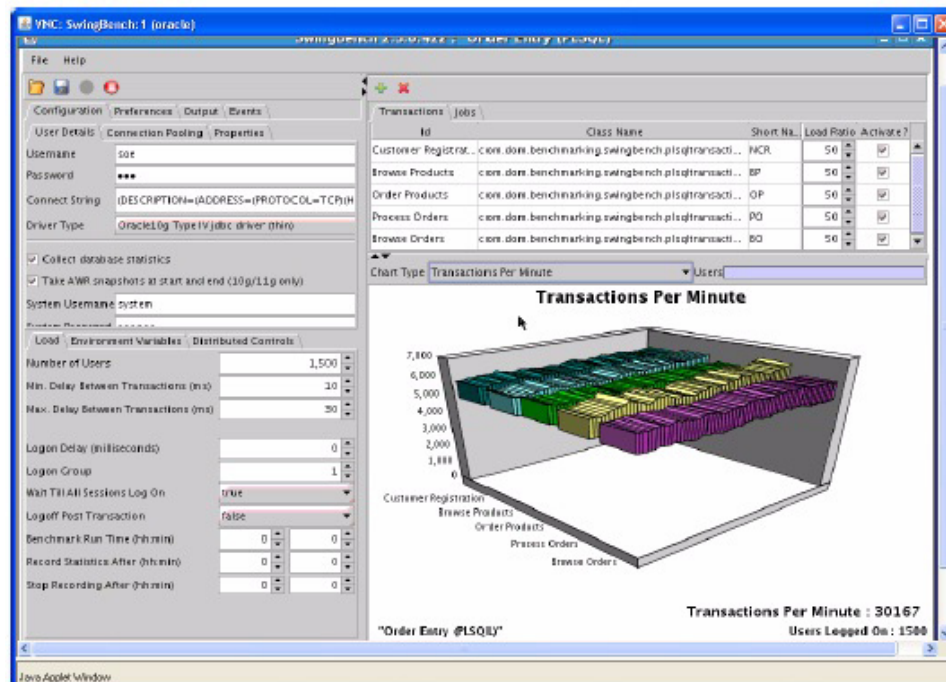 VNC: SwingBench:1 (oracle)
"Order Entry (PLSQL)"
File Help
Configuration Preferences Output Events
User Details Connection Pooling Properties
Username soe
Password •••
Connect String (DESCRIPTION=(ADDRESS=(PROTOCOL=TCP)(H
Driver Type Oracle10g Type IV jdbc driver (thin)
Collect database statistics
Take AWR snapshots at start and end (10g/11g only)
System Username system
System Password
Load Environment Variables Distributed Controls
Number of Users 1,500
Min. Delay Between Transactions (ms) 10
Max. Delay Between Transactions (ms) 30
Logon Delay (milliseconds) 0
Logon Group 1
Wait Till All Sessions Log On true
Logoff Post Transaction false
Benchmark Run Time (hh:min) 0 0
Record Statistics After (hh:min) 0 0
Stop Recording After (hh:min) 0 0
Transactions Jobs
Id Class Name Short Na... Load Ratio Activate?
Customer Registrat... com.dom.benchmarking.swingbench.plsqltransacti... NCR 50
Browse Products com.dom.benchmarking.swingbench.plsqltransacti... BP 50
Order Products com.dom.benchmarking.swingbench.plsqltransacti... OP 50
Process Orders com.dom.benchmarking.swingbench.plsqltransacti... PO 50
Browse Orders com.dom.benchmarking.swingbench.plsqltransacti... BO 50
Chart Type Transactions Per Minute Users
Transactions Per Minute
7,000
6,000
5,000
4,000
3,000
2,000
1,000
0
Customer Registration
Browse Products
Order Products
Process Orders
Browse Orders
Transactions Per Minute : 30167
"Order Entry (PLSQL)" Users Logged On : 1500
Java Applet Window